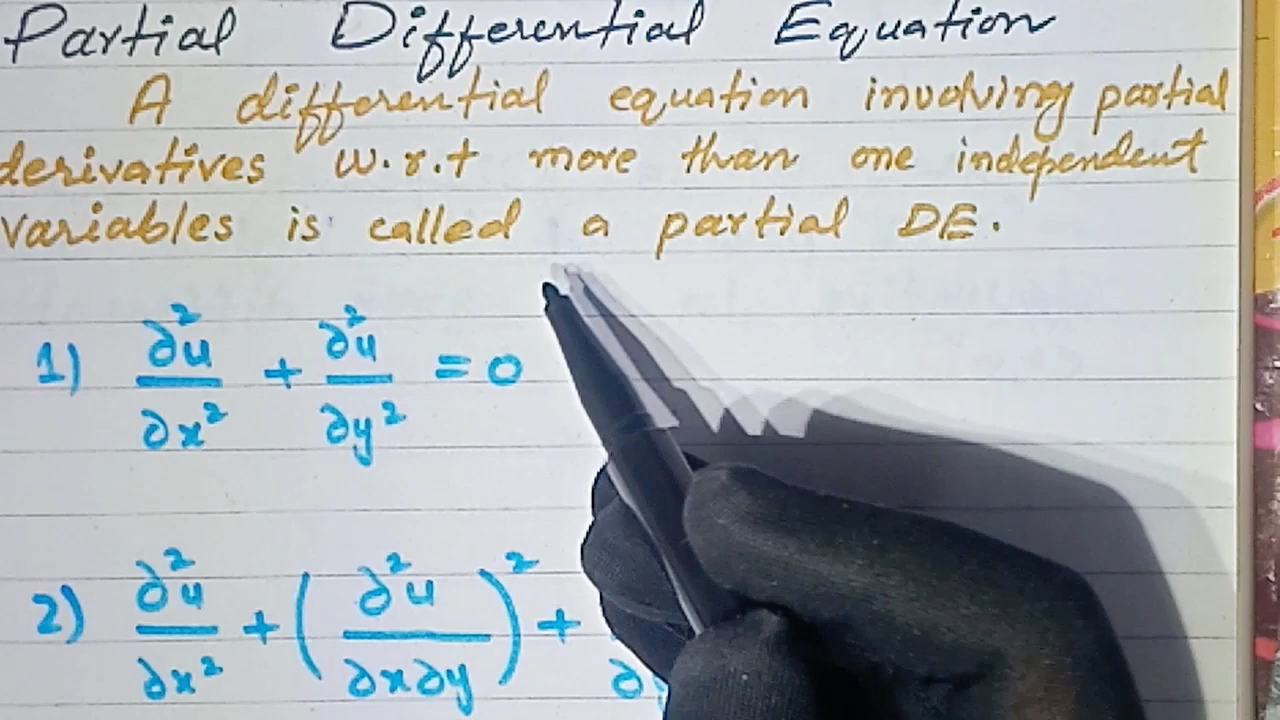 Partial Differential Equation
A differential equation involving partial
derivatives w.r.t more than one independent
variables is called a partial DE.
1) ∂²u/∂x² + ∂²u/∂y² = 0
2) ∂²u/∂x² + (∂²u/∂x∂y)² +